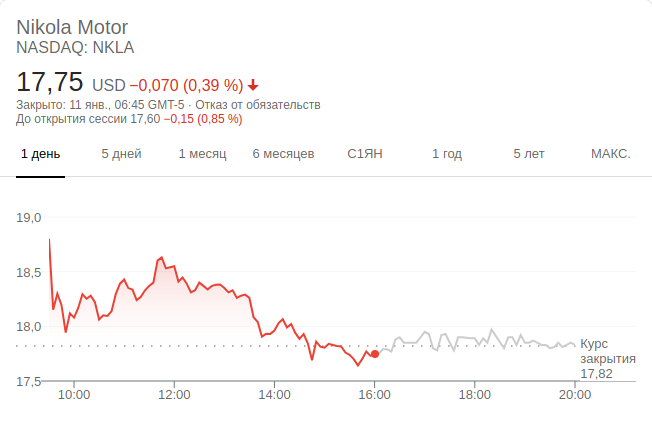 Nikola Motor
NASDAQ: NKLA
17,75 USD −0,070 (0,39 %)
Закрыто: 11 янв., 06:45 GMT-5 · Отказ от обязательств
До открытия сессии 17,60 −0,15 (0,85 %)
1 день 5 дней 1 месяц 6 месяцев С1ЯН 1 год 5 лет МАКС.
19,0
18,5
18,0
Курс
закрытия
17,82
17,5
10:00 12:00 14:00 16:00 18:00 20:00